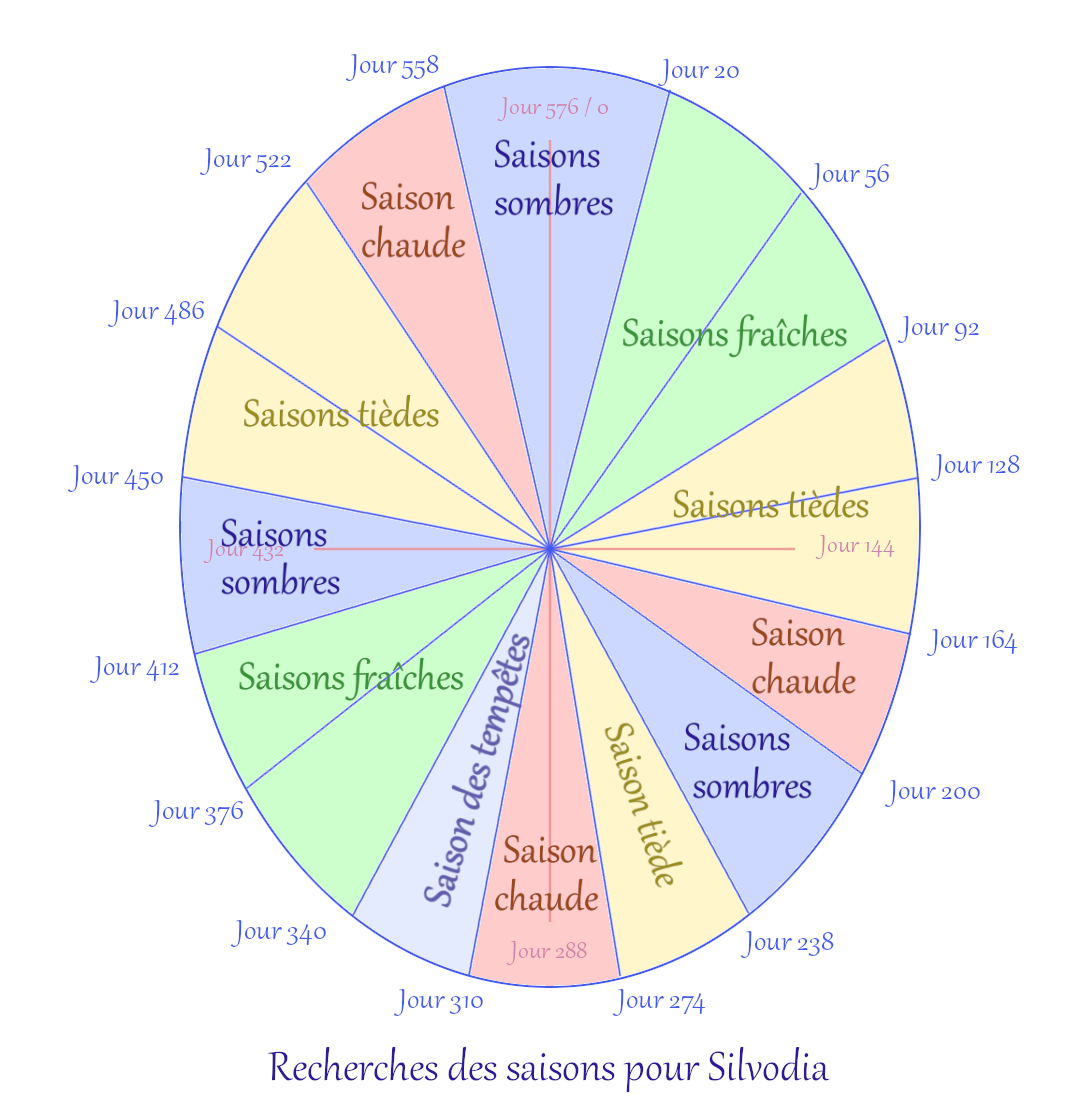 Jour 558
Jour 20
Jour 576 / 0
Saisons
sombres
Jour 522
Jour 56
Saison
chaude
Jour 486
Jour 92
Saisons fraîches
Saisons tièdes
Jour 450
Jour 128
Saisons tièdes
Saisons
sombres
Jour 432
Jour 144
Jour 412
Jour 164
Saisons fraîches
Saison
chaude
Saison des tempêtes
Saison tiède
Saisons
sombres
Jour 376
Jour 200
Saison
chaude
Jour 340
Jour 288
Jour 238
Jour 310
Jour 274
Recherches des saisons pour Silvodia